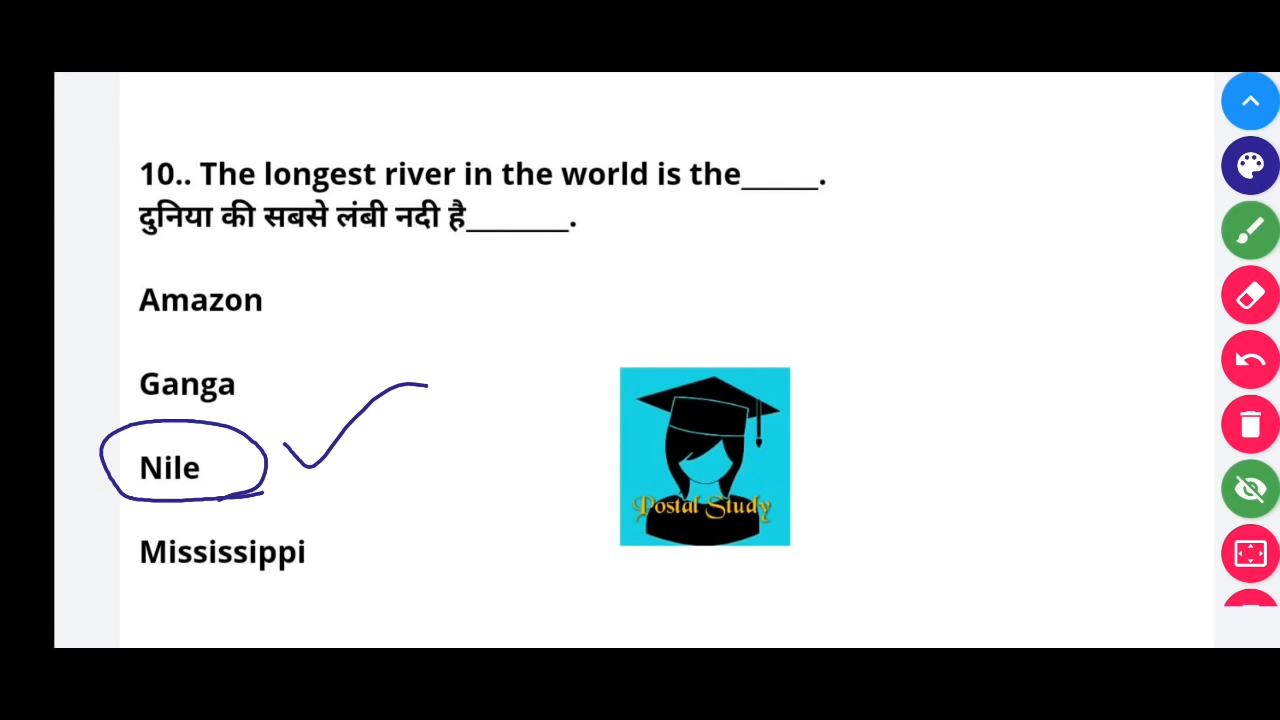 10.. The longest river in the world is the______.
दुनिया की सबसे लंबी नदी है________.
Amazon
Ganga
Nile
Mississippi
Postal Study